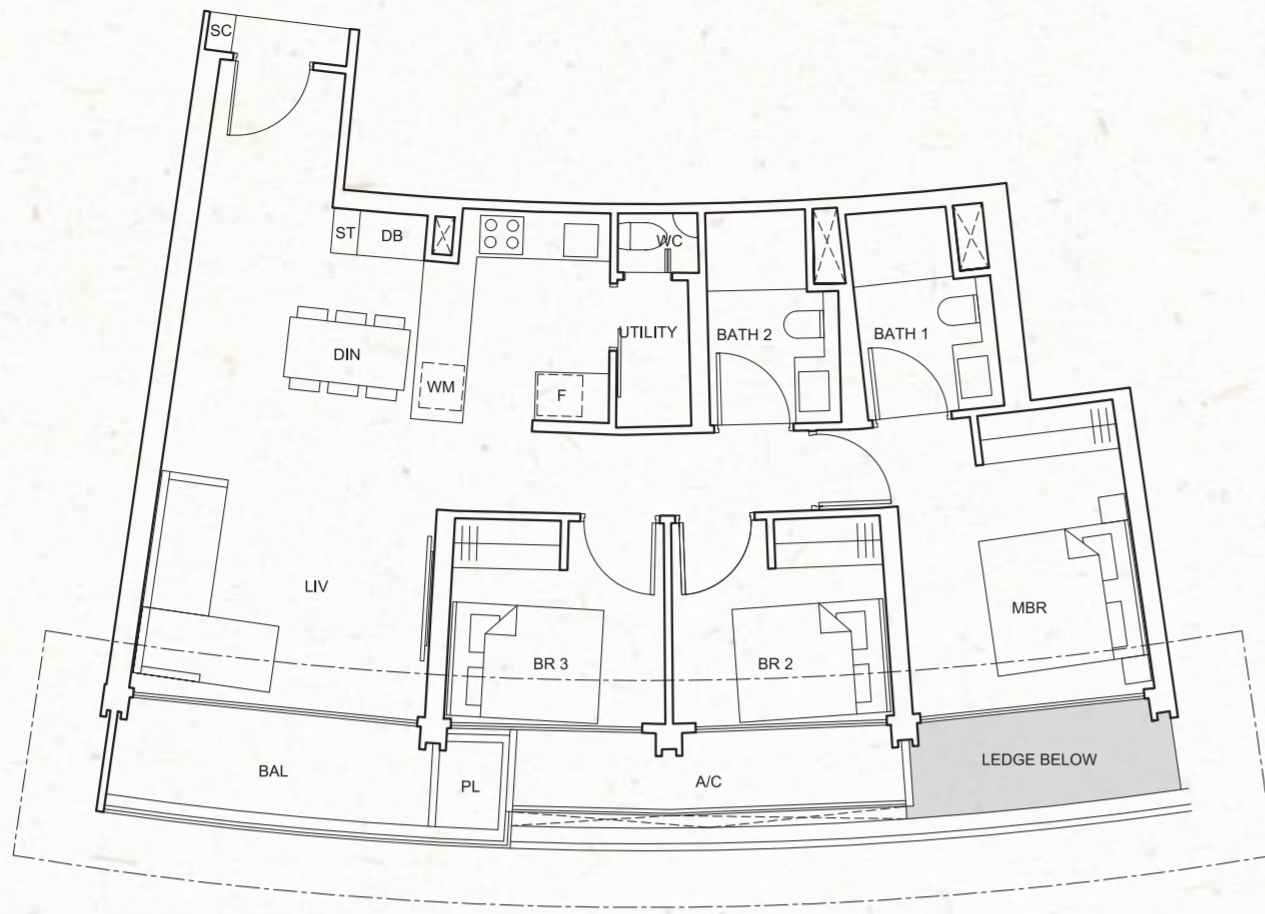 SC
ST
DB
WC
DIN
UTILITY
BATH 2
BATH 1
WM
F
LIV
BR 3
BR 2
MBR
BAL
PL
A/C
LEDGE BELOW